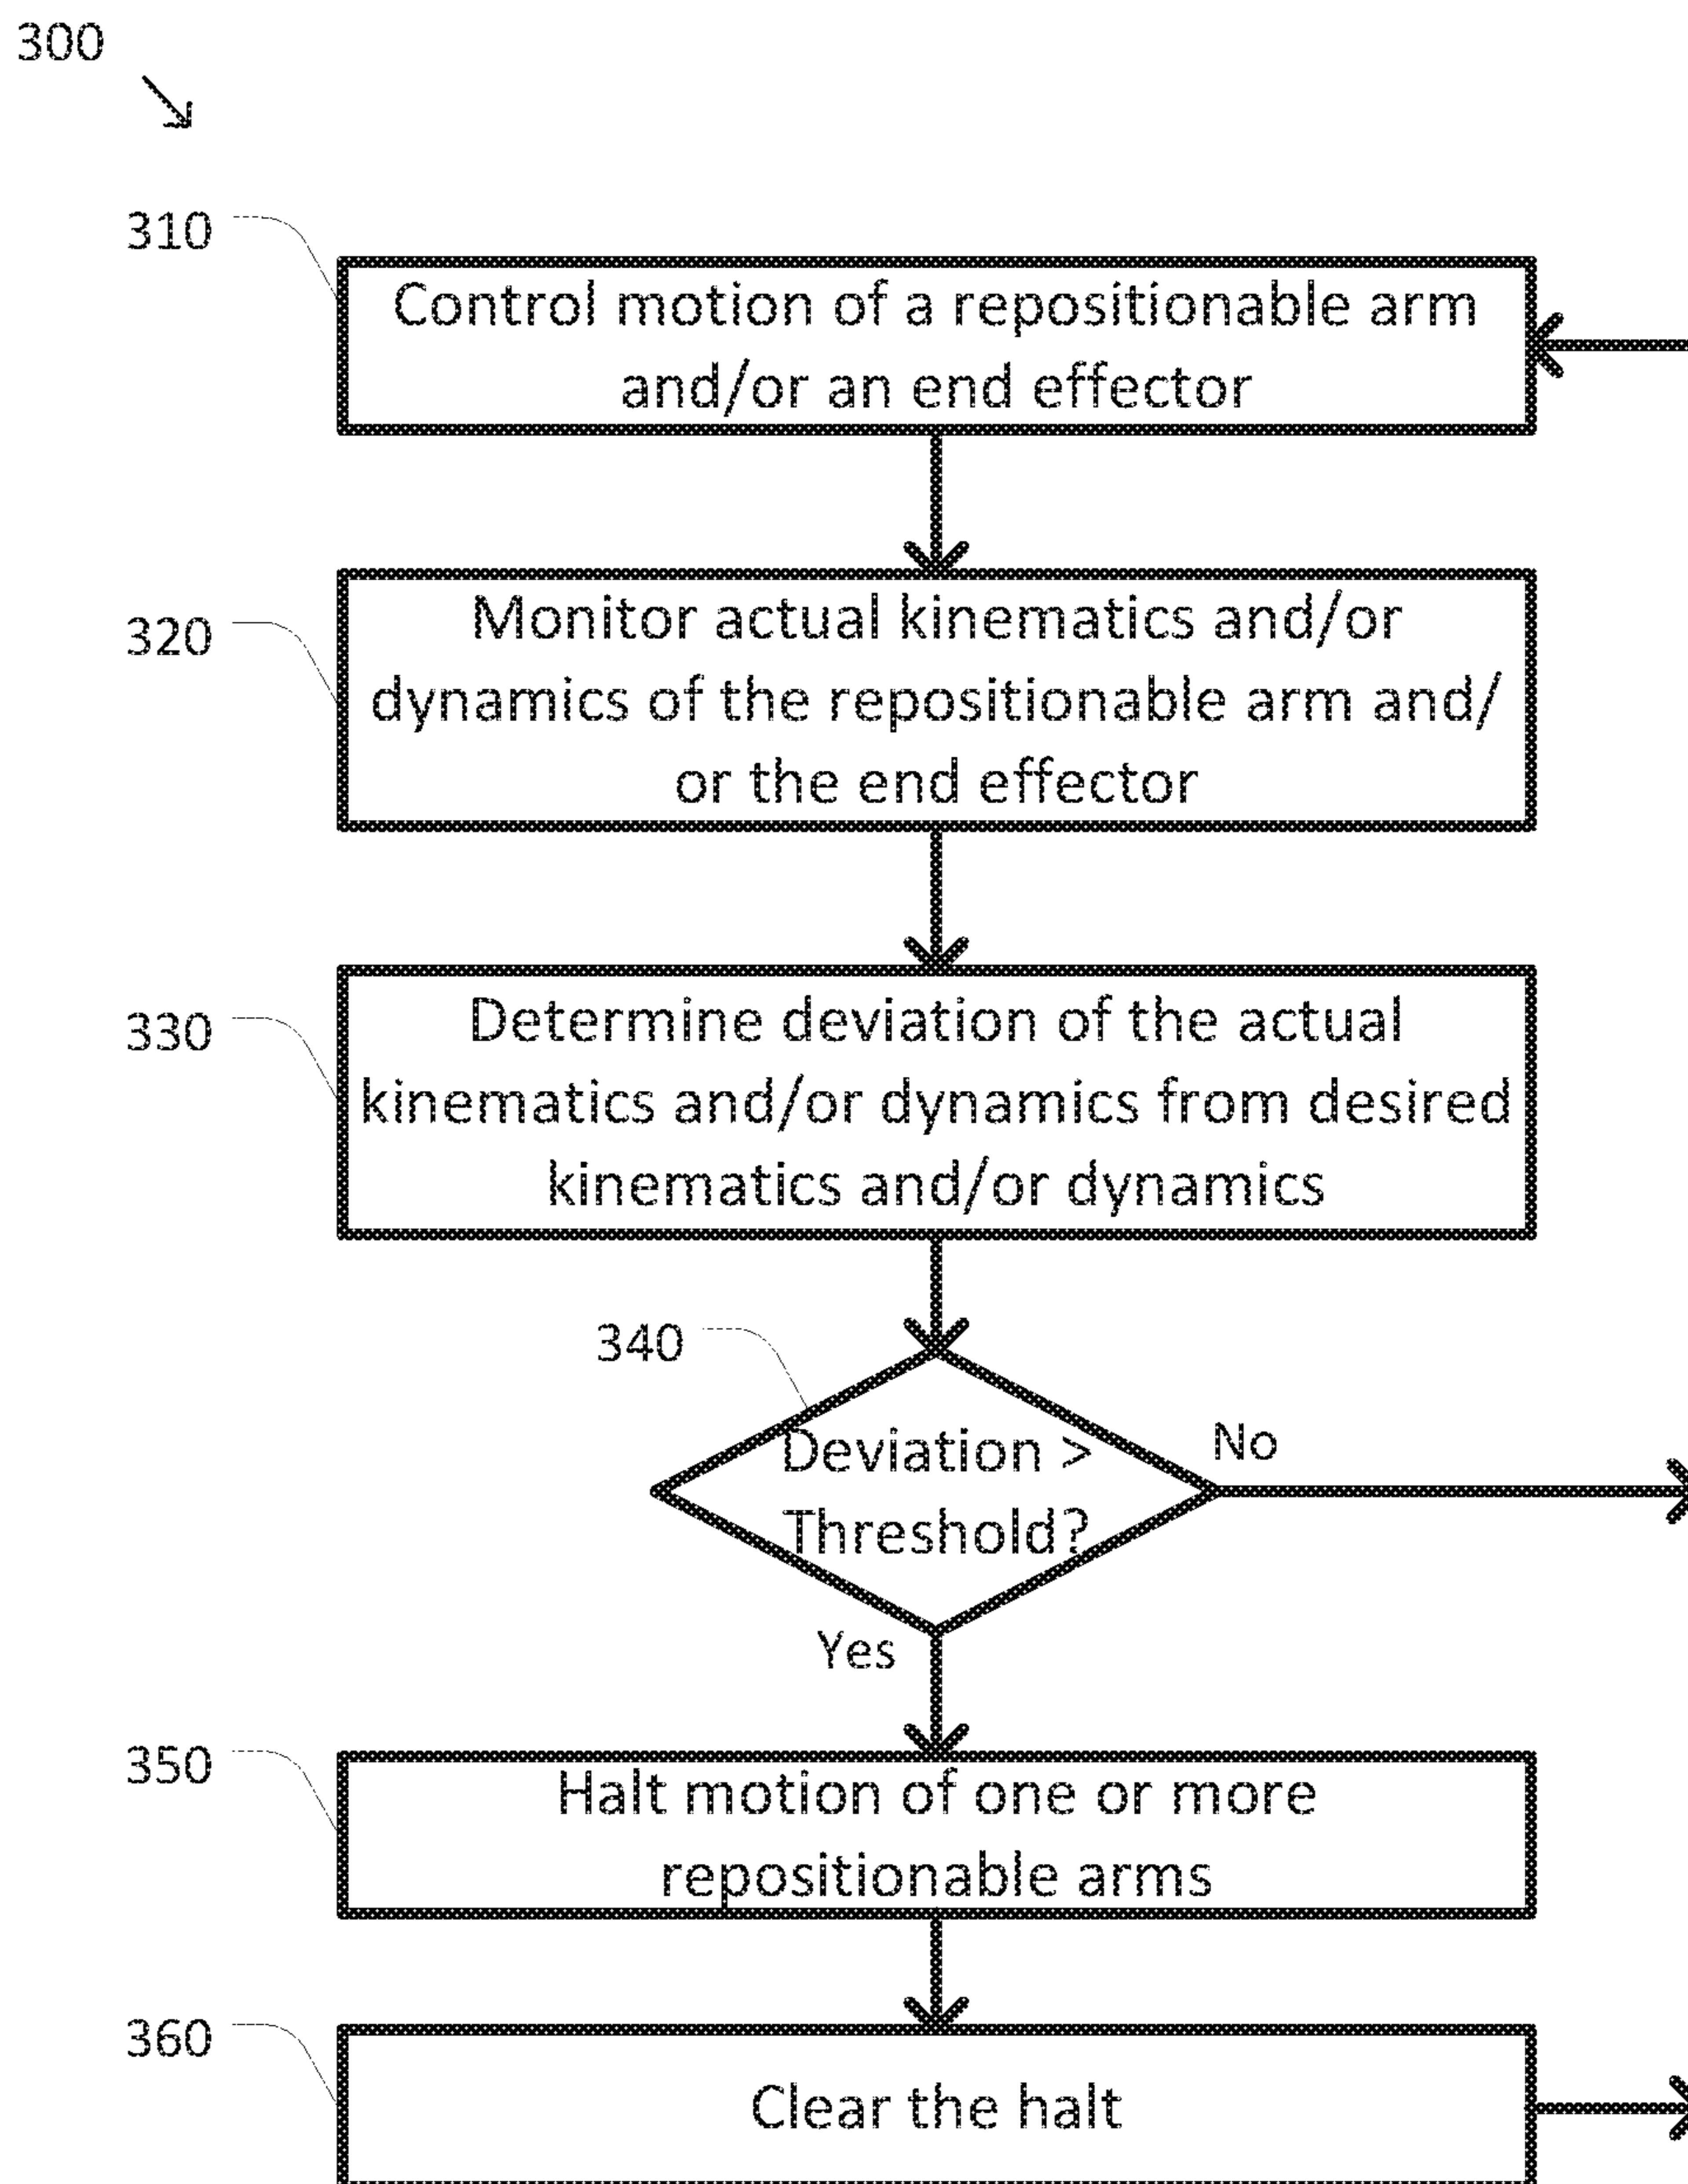 300
310
Control motion of a repositionable arm
and/or an end effector
320
Monitor actual kinematics and/or
dynamics of the repositionable arm and/
or the end effector
330
Determine deviation of the actual
kinematics and/or dynamics from desired
kinematics and/or dynamics
340
Deviation >
Threshold?
No
Yes
350
Halt motion of one or more
repositionable arms
360
Clear the halt